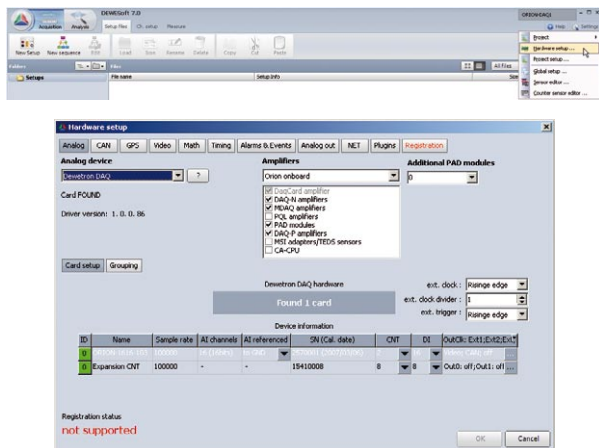 DEWESoft 7.0
ORION-DAQ1
Acquisition Analysis Setup files Ch. setup Measure
Help Settings
Project
New Setup New sequence Edit Load Save Rename Delete Copy Cut Paste
Hardware setup ...
Project setup ...
Folders Files All Files
Global setup ...
Setups File name Setup info Size
Sensor editor ...
Counter sensor editor ...
Hardware setup
Analog CAN GPS Video Math Timing Alarms & Events Analog out NET Plugins Registration
Analog device Amplifiers Additional PAD modules
Dewetron DAQ ? Orion onboard 0
Card FOUND
DaqCard amplifier
DAQ-N amplifiers
Driver version: 1. 0. 0. 86
MDAQ amplifiers
PQL amplifiers
PAD modules
DAQ-P amplifiers
MSI adapters/TEDS sensors
CA-CPU
Card setup Grouping
Dewetron DAQ hardware
ext. clock : Risinge edge
Found 1 card
ext. clock divider : 1
ext. trigger : Risinge edge
Device information
ID Name Sample rate AI channels AI referenced SN (Cal. date) CNT DI OutClk: Ext1;Ext2;Ext
0 100000
0 Expansion CNT 100000 - - 15410008 8 8 Out0: off;Out1: off ...
Registration status
not supported
OK Cancel